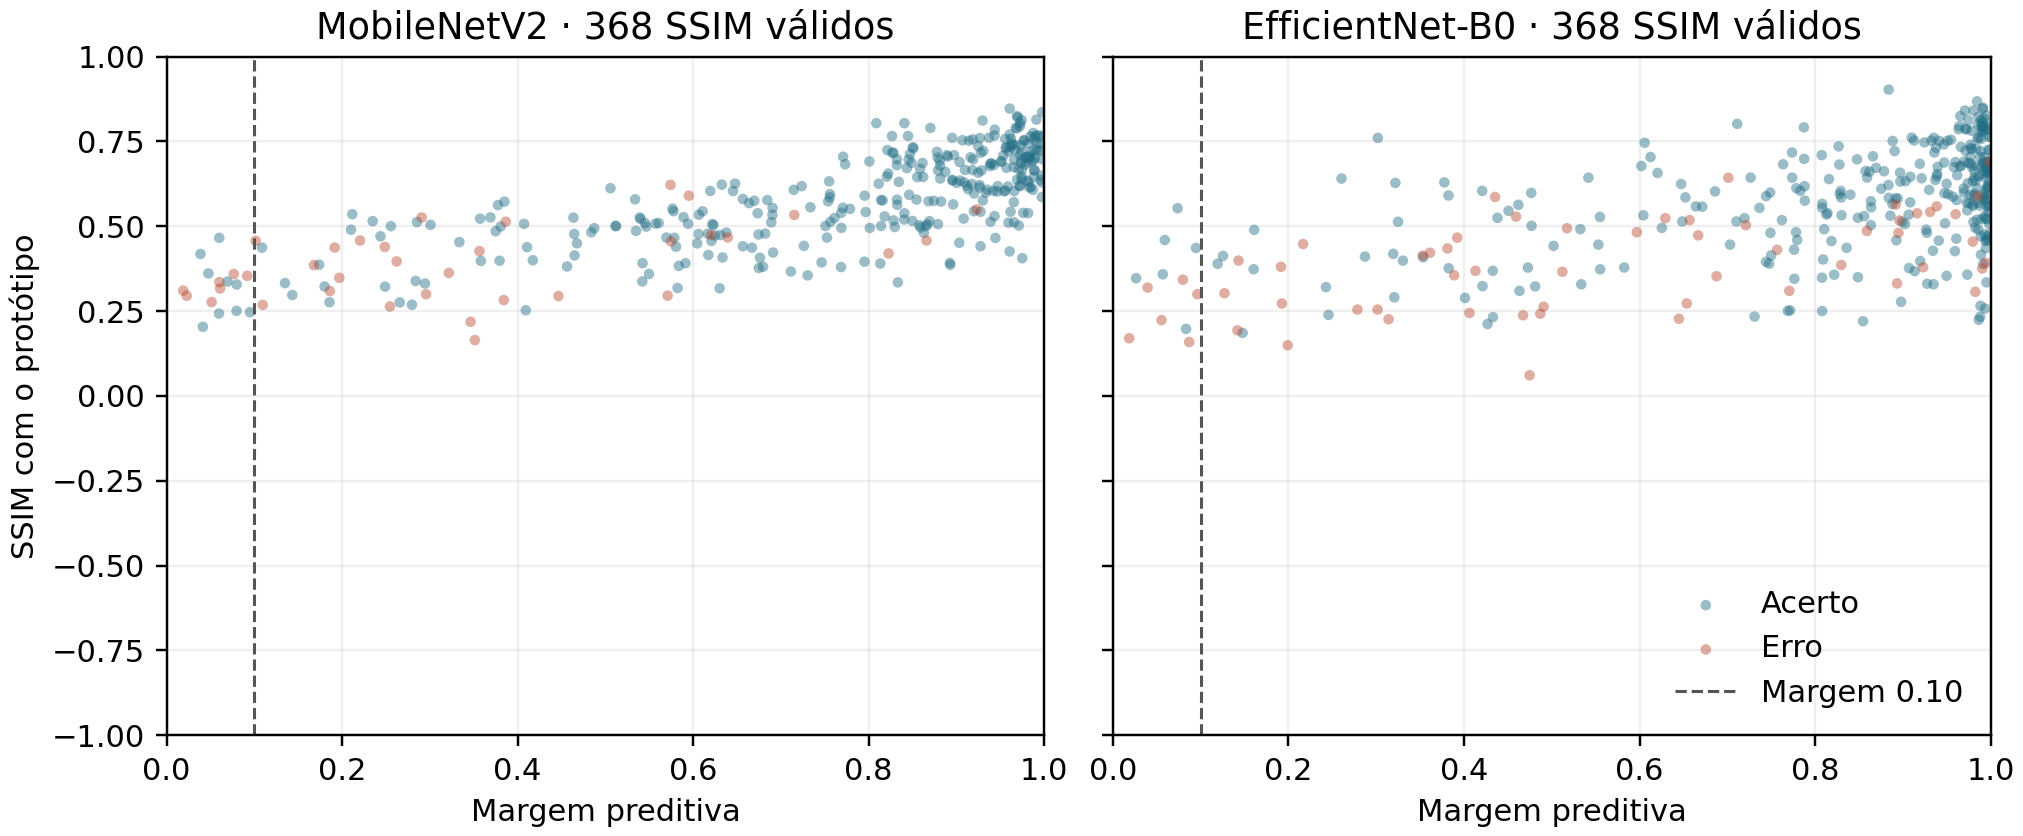 MobileNetV2 · 368 SSIM válidos
EfficientNet-B0 · 368 SSIM válidos
SSIM com o protótipo
1.00
0.75
0.50
0.25
0.00
−0.25
−0.50
−0.75
−1.00
0.0 0.2 0.4 0.6 0.8 1.0
Margem preditiva
Acerto
Erro
Margem 0.10
0.0 0.2 0.4 0.6 0.8 1.0
Margem preditiva